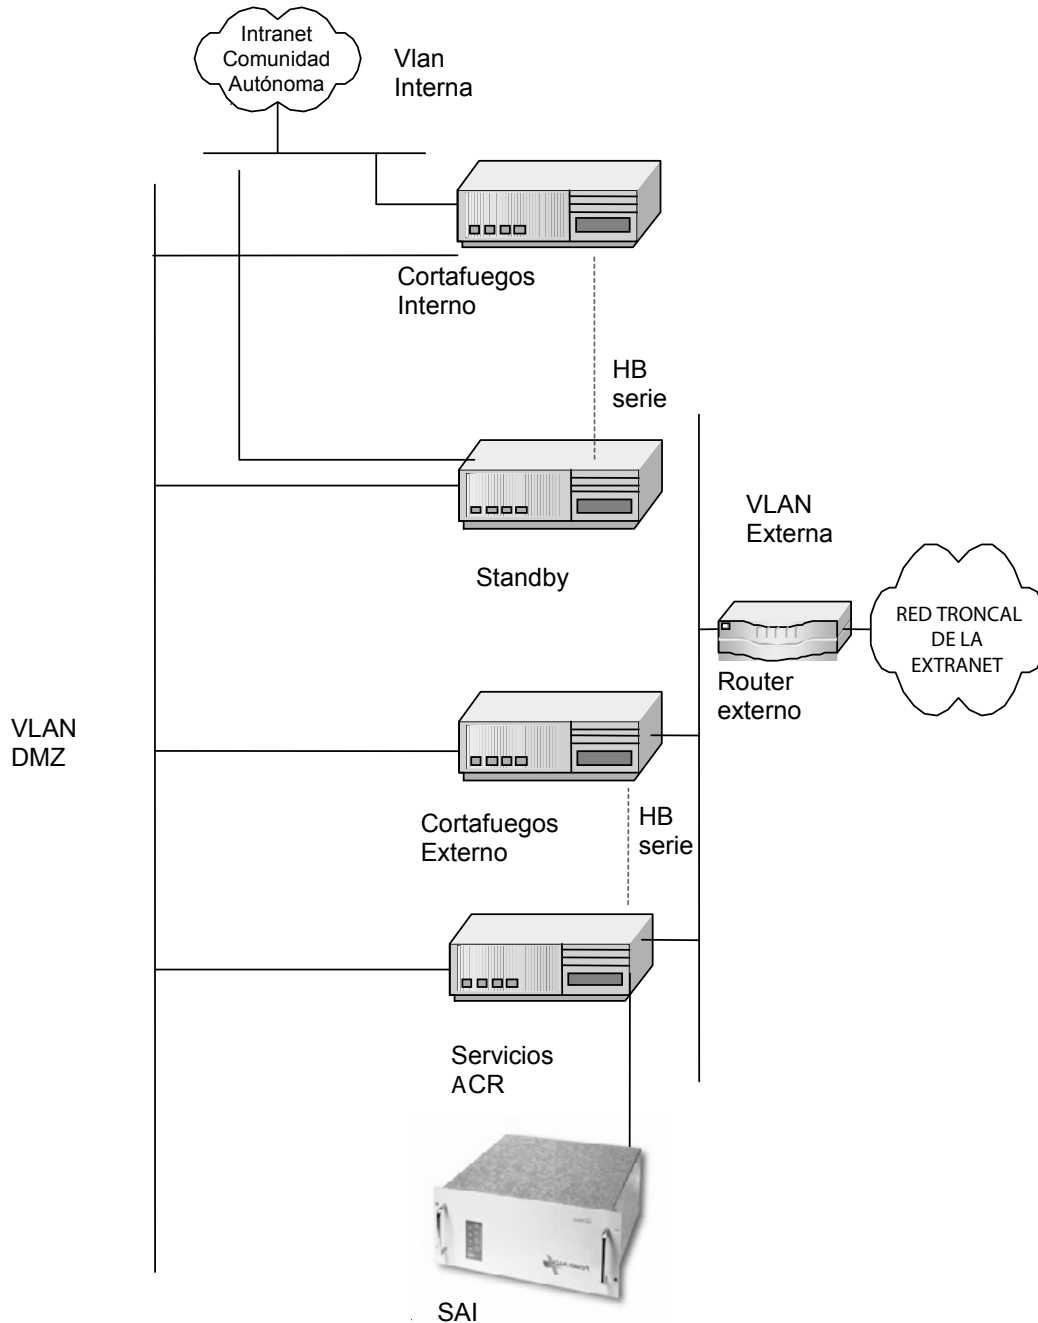 Intranet
Comunidad
Autónoma
Vlan
Interna
Cortafuegos
Interno
HB
serie
Standby
VLAN
Externa
RED TRONCAL
DE LA
EXTRANET
Router
externo
VLAN
DMZ
Cortafuegos
Externo
HB
serie
Servicios
ACR
SAI